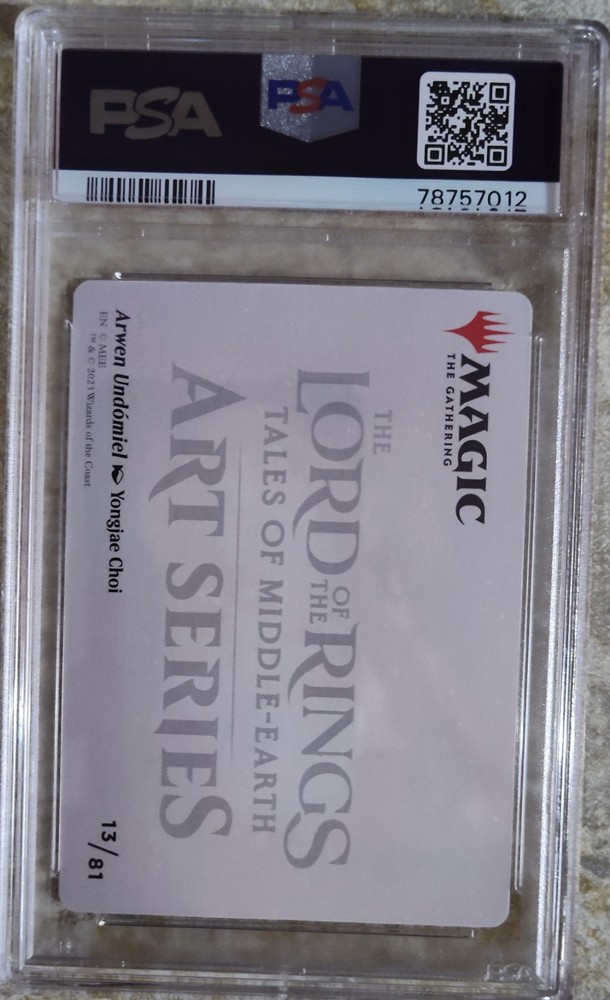 PSA
PSA
78757012
MAGIC
THE GATHERING
THE
LORD OF THE RINGS
TALES OF MIDDLE-EARTH
ART SERIES
Arwen Undómiel Yongjae Choi
EN © MEE
™ & © 2023 Wizards of the Coast
13/81
PSA